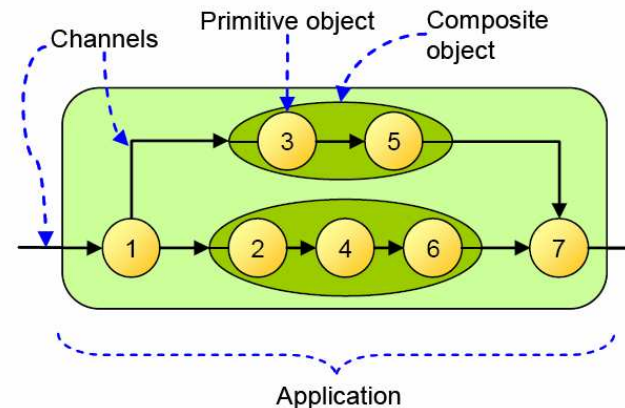 Channels
Primitive object
Composite
object
3
5
1
2
4
6
7
Application